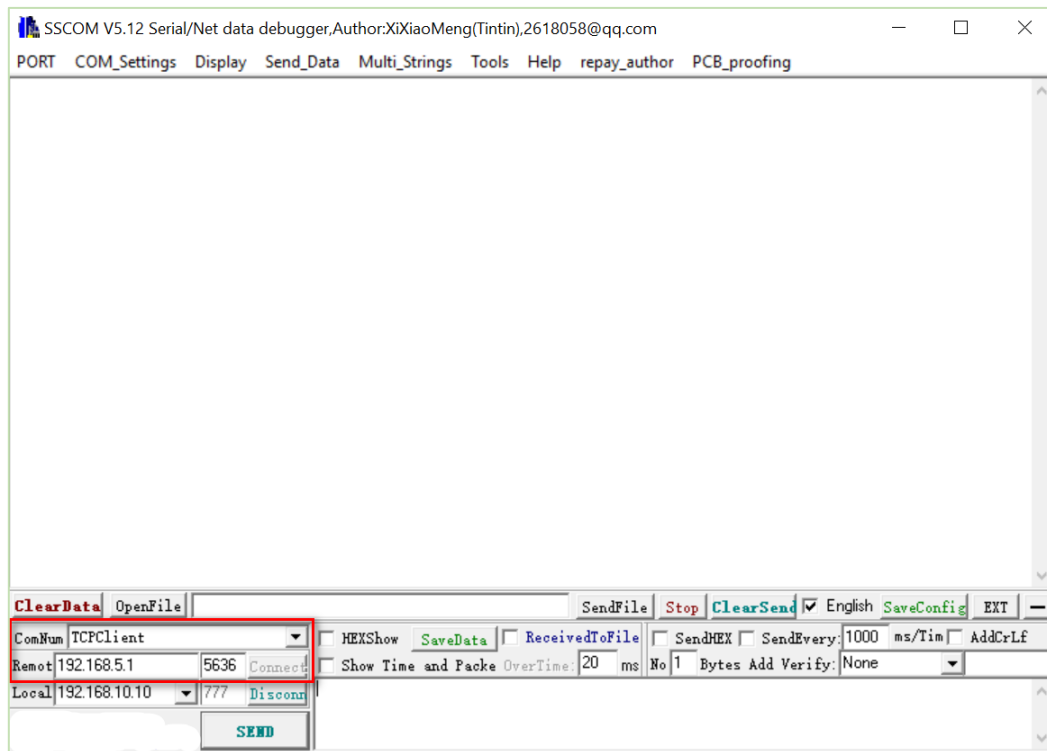 SSCOM V5.12 Serial/Net data debugger,Author:XiXiaoMeng(Tintin),2618058@qq.com
PORT COM_Settings Display Send_Data Multi_Strings Tools Help repay_author PCB_proofing
ClearData OpenFile SendFile Stop ClearSend English SaveConfig EXT
ComNum TCPClient HEXShow SaveData ReceivedToFile SendHEX SendEvery: 1000 ms/Tim AddCrLf
Remot 192.168.5.1 5636 Connect Show Time and Packe OverTime: 20 ms No 1 Bytes Add Verify: None
Local 192.168.10.10 777 Disconn
SEND